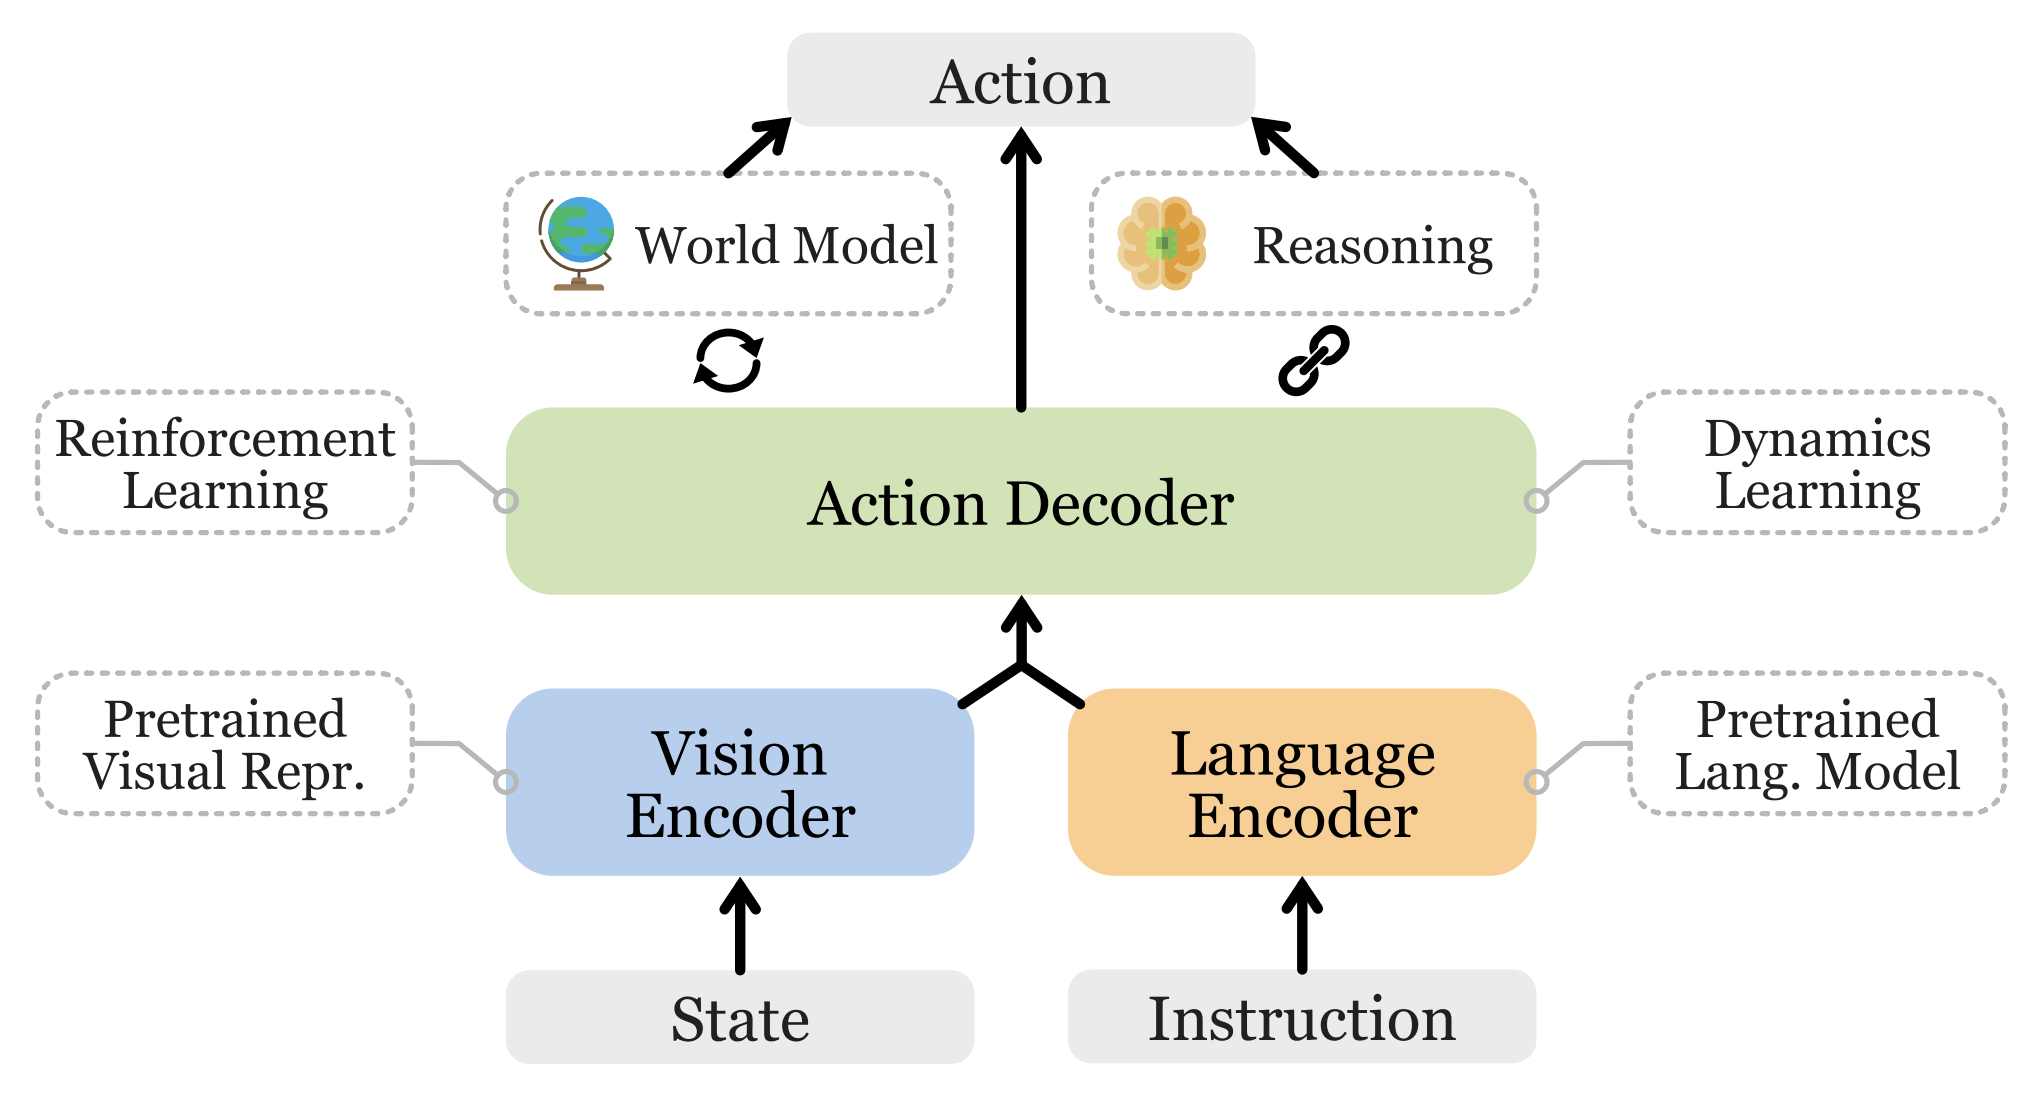 Action
World Model
Reasoning
Reinforcement
Learning
Action Decoder
Dynamics
Learning
Pretrained
Visual Repr.
Vision
Encoder
Language
Encoder
Pretrained
Lang. Model
State
Instruction